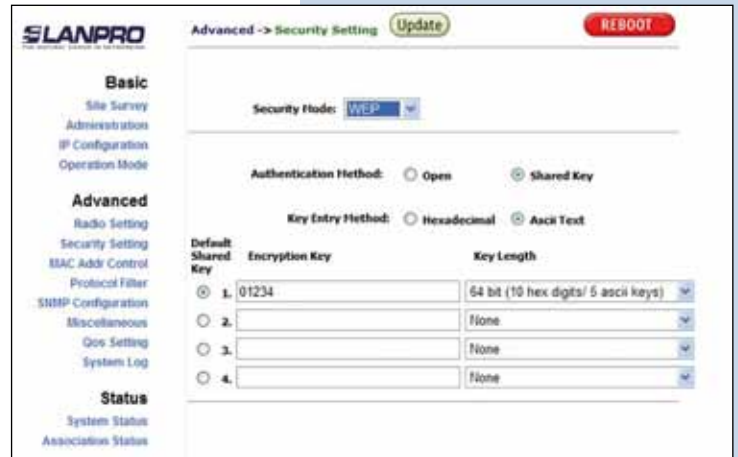 LANPRO
Advanced -> Security Setting
Update
REBOOT
Basic
Site Survey
Administration
IP Configuration
Operation Mode
Advanced
Radio Setting
Security Setting
MAC Addr Control
Protocol Filter
SNMP Configuration
Miscellaneous
Qos Setting
System Log
Status
System Status
Association Status
Security Mode: WEP
Authentication Method: Open Shared Key
Key Entry Method: Hexadecimal Ascii Text
Default Shared Key Encryption Key Key Length
1. 01234 64 bit (10 hex digits/ 5 ascii keys)
2. None
3. None
4. None